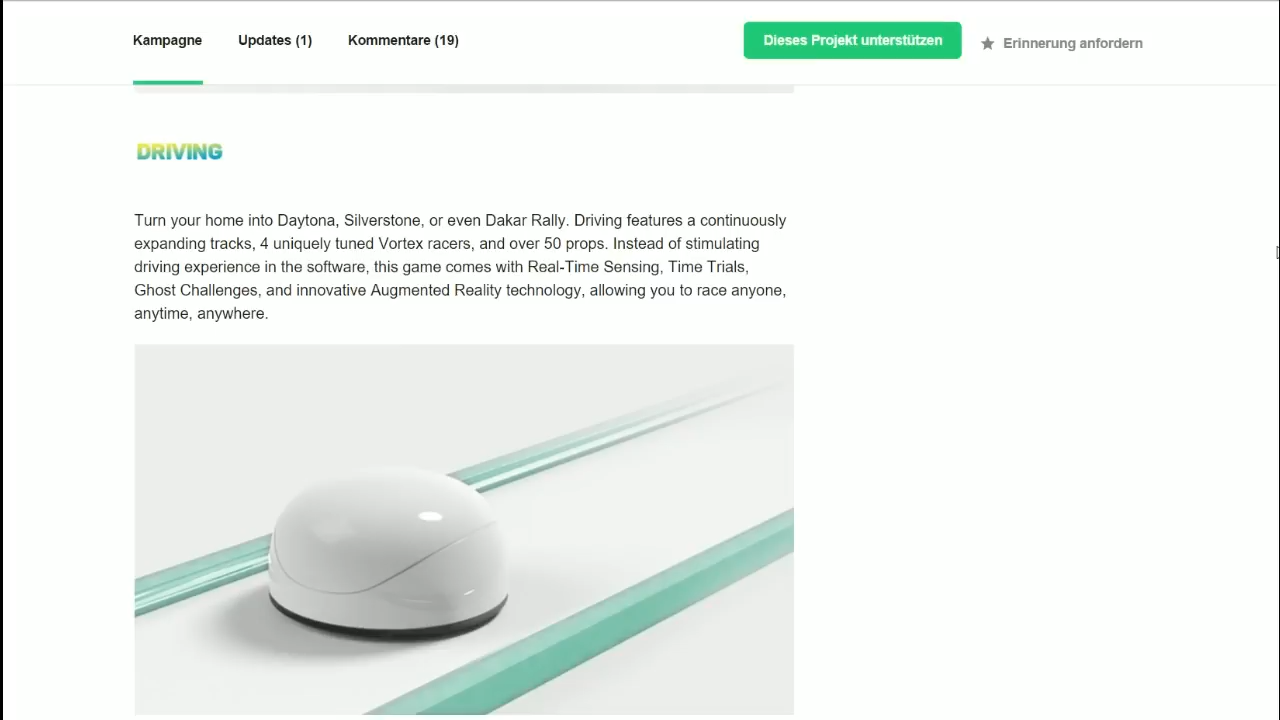 Kampagne
Updates (1)
Kommentare (19)
Dieses Projekt unterstützen
Erinnerung anfordern
DRIVING
Turn your home into Daytona, Silverstone, or even Dakar Rally. Driving features a continuously
expanding tracks, 4 uniquely tuned Vortex racers, and over 50 props. Instead of stimulating
driving experience in the software, this game comes with Real-Time Sensing, Time Trials,
Ghost Challenges, and innovative Augmented Reality technology, allowing you to race anyone,
anytime, anywhere.